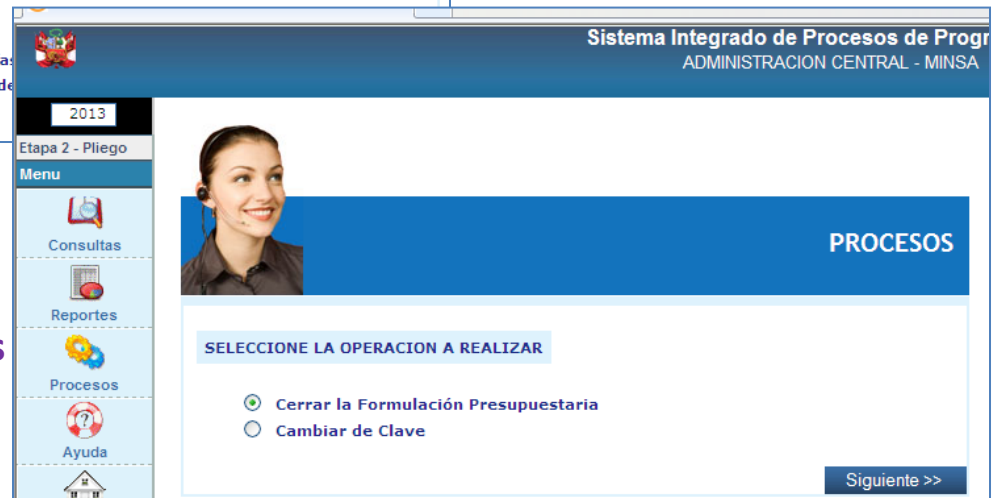 Sistema Integrado de Procesos de Progr
ADMINISTRACION CENTRAL - MINSA
2013
Etapa 2 - Pliego
Menu
Consultas
Reportes
Procesos
Ayuda
PROCESOS
SELECCIONE LA OPERACION A REALIZAR
Cerrar la Formulación Presupuestaria
Cambiar de Clave
Siguiente >>